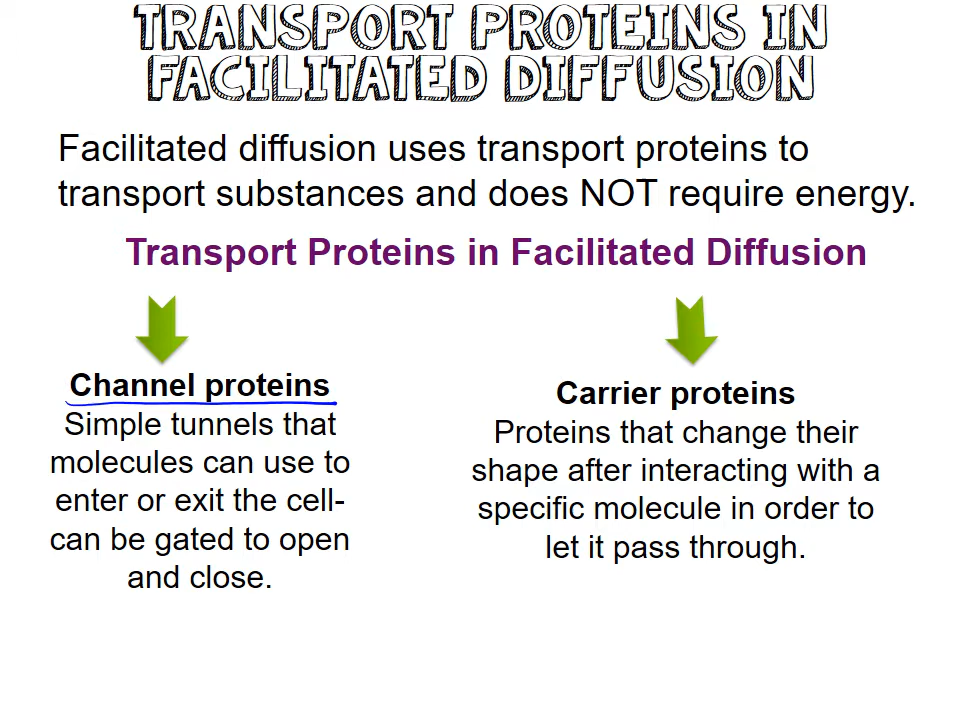 TRANSPORT PROTEINS IN
FACILITATED DIFFUSION
Facilitated diffusion uses transport proteins to
transport substances and does NOT require energy.
Transport Proteins in Facilitated Diffusion
Channel proteins
Simple tunnels that
molecules can use to
enter or exit the cell-
can be gated to open
and close.
Carrier proteins
Proteins that change their
shape after interacting with a
specific molecule in order to
let it pass through.